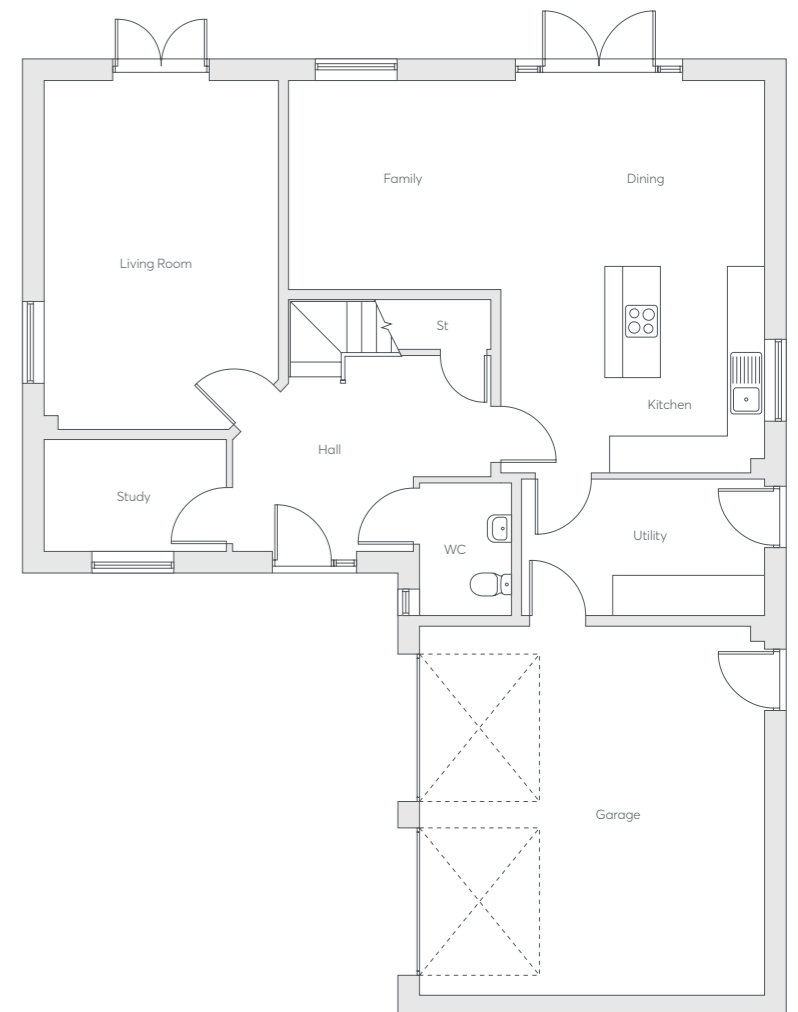 Family
Dining
Living Room
St
Kitchen
Hall
Study
Utility
WC
Garage